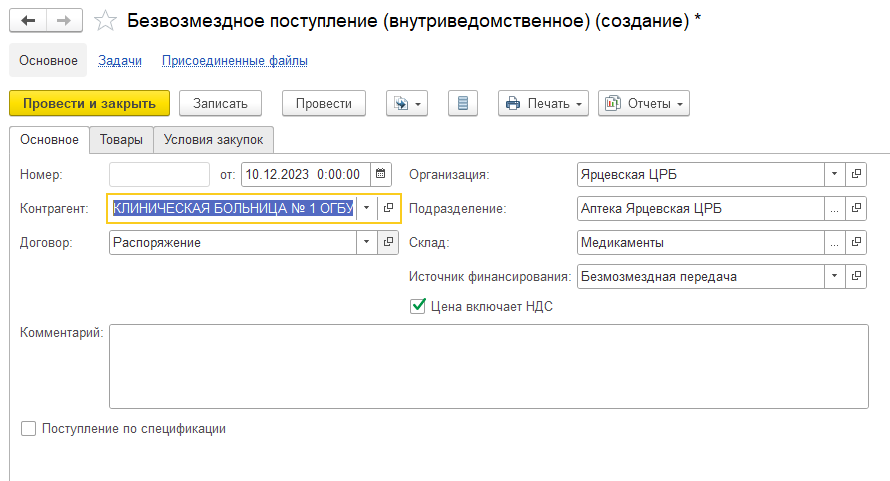 Безвозмездное поступление (внутриведомственное) (создание) *
Основное Задачи Присоединенные файлы
Провести и закрыть Записать Провести Печать Отчеты
Основное Товары Условия закупок
Номер: от: 10.12.2023 0:00:00 Организация: Ярцевская ЦРБ
Контрагент: КЛИНИЧЕСКАЯ БОЛЬНИЦА № 1 ОГБУ Подразделение: Аптека Ярцевская ЦРБ ...
Договор: Распоряжение Склад: Медикаменты ...
Источник финансирования: Безмозмездная передача
Цена включает НДС
Комментарий:
Поступление по спецификации